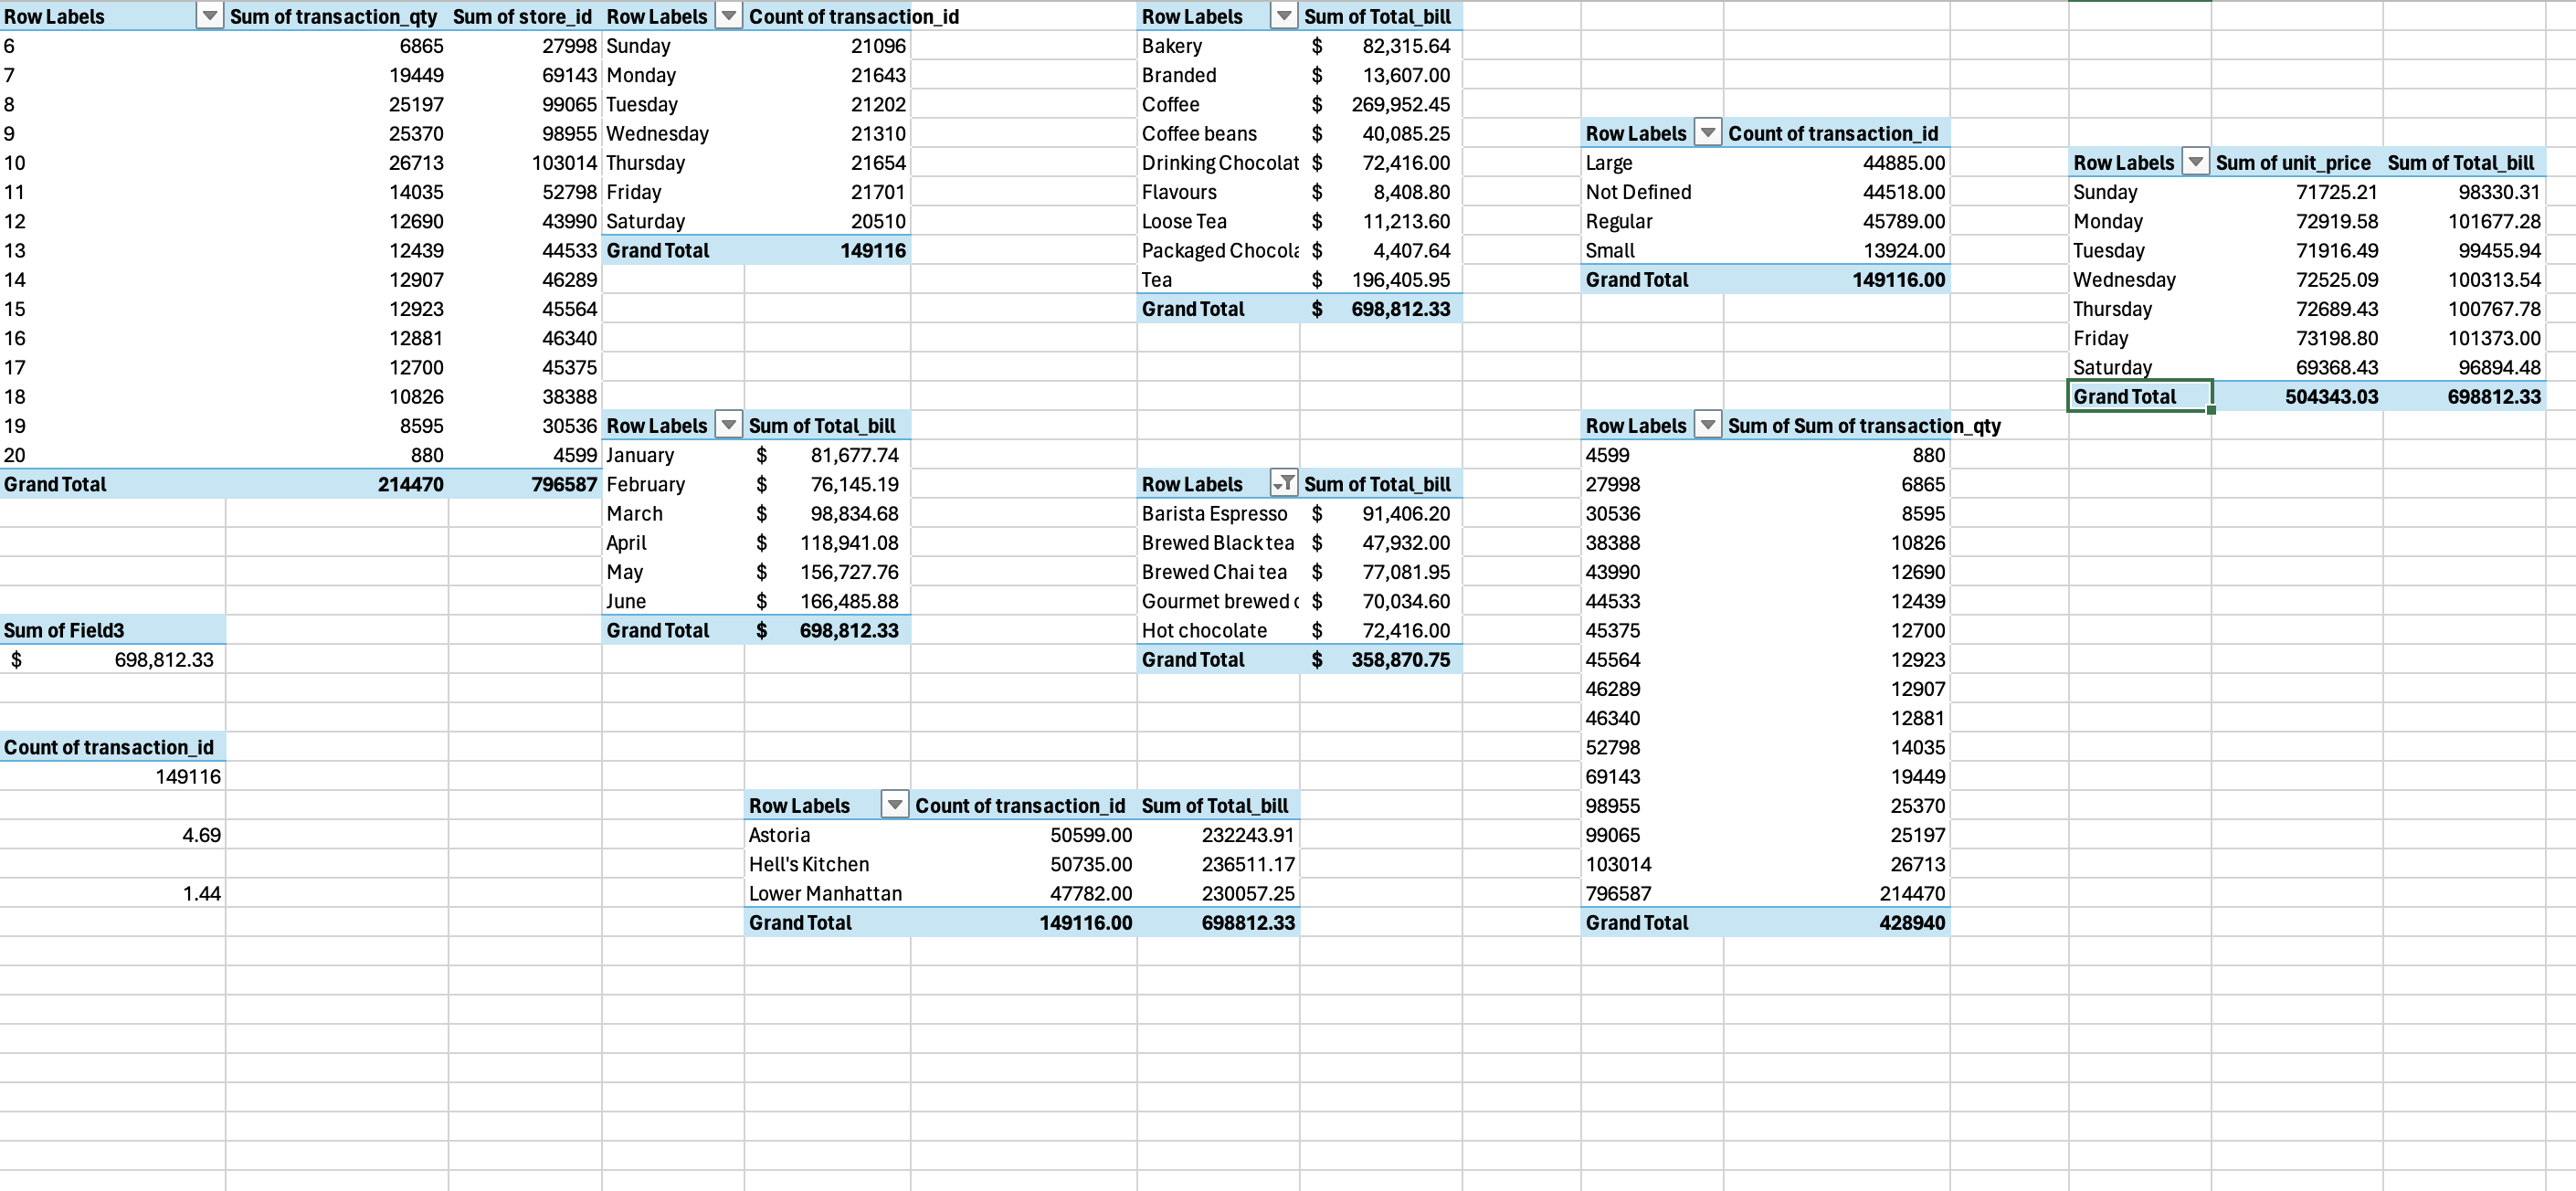 Row Labels Sum of transaction_qty Sum of store_id
6 6865 27998
7 19449 69143
8 25197 99065
9 25370 98955
10 26713 103014
11 14035 52798
12 12690 43990
13 12439 44533
14 12907 46289
15 12923 45564
16 12881 46340
17 12700 45375
18 10826 38388
19 8595 30536
20 880 4599
Grand Total 214470 796587
Sum of Field3
$ 698,812.33
Count of transaction_id
149116
4.69
1.44
Row Labels Count of transaction_id
Sunday 21096
Monday 21643
Tuesday 21202
Wednesday 21310
Thursday 21654
Friday 21701
Saturday 20510
Grand Total 149116
Row Labels Sum of Total_bill
January $ 81,677.74
February $ 76,145.19
March $ 98,834.68
April $ 118,941.08
May $ 156,727.76
June $ 166,485.88
Grand Total $ 698,812.33
Row Labels Count of transaction_id Sum of Total_bill
Astoria 50599.00 232243.91
Hell's Kitchen 50735.00 236511.17
Lower Manhattan 47782.00 230057.25
Grand Total 149116.00 698812.33
Row Labels Sum of Total_bill
Bakery $ 82,315.64
Branded $ 13,607.00
Coffee $ 269,952.45
Coffee beans $ 40,085.25
Drinking Chocolat $ 72,416.00
Flavours $ 8,408.80
Loose Tea $ 11,213.60
Packaged Chocola $ 4,407.64
Tea $ 196,405.95
Grand Total $ 698,812.33
Row Labels Sum of Total_bill
Barista Espresso $ 91,406.20
Brewed Black tea $ 47,932.00
Brewed Chai tea $ 77,081.95
Gourmet brewed c $ 70,034.60
Hot chocolate $ 72,416.00
Grand Total $ 358,870.75
Row Labels Count of transaction_id
Large 44885.00
Not Defined 44518.00
Regular 45789.00
Small 13924.00
Grand Total 149116.00
Row Labels Sum of Sum of transaction_qty
4599 880
27998 6865
30536 8595
38388 10826
43990 12690
44533 12439
45375 12700
45564 12923
46289 12907
46340 12881
52798 14035
69143 19449
98955 25370
99065 25197
103014 26713
796587 214470
Grand Total 428940
Row Labels Sum of unit_price Sum of Total_bill
Sunday 71725.21 98330.31
Monday 72919.58 101677.28
Tuesday 71916.49 99455.94
Wednesday 72525.09 100313.54
Thursday 72689.43 100767.78
Friday 73198.80 101373.00
Saturday 69368.43 96894.48
Grand Total 504343.03 698812.33